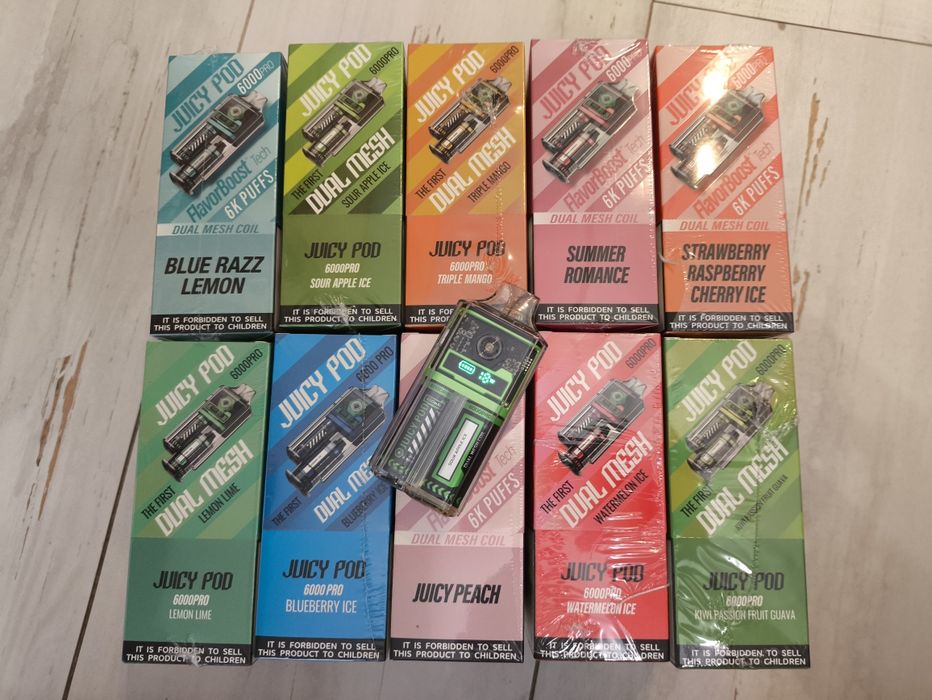 JUICY POD
6000PRO
FlavorBoost Tech
6K PUFFS
DUAL MESH COIL
BLUE RAZZ
LEMON
IT IS FORBIDDEN TO SELL
THIS PRODUCT TO CHILDREN
JUICY POD
6000PRO
THE FIRST
DUAL MESH
SOUR APPLE ICE
JUICY POD
6000PRO
SOUR APPLE ICE
IT IS FORBIDDEN TO SELL
THIS PRODUCT TO CHILDREN
JUICY POD
6000PRO
THE FIRST
DUAL MESH
TRIPLE MANGO
JUICY POD
6000PRO
TRIPLE MANGO
IT IS FORBIDDEN TO SELL
THIS PRODUCT TO CHILDREN
JUICY POD
6000PRO
FlavorBoost Tech
6K PUFFS
DUAL MESH COIL
SUMMER
ROMANCE
IT IS FORBIDDEN TO SELL
THIS PRODUCT TO CHILDREN
JUICY POD
6000PRO
FlavorBoost Tech
6K PUFFS
DUAL MESH COIL
STRAWBERRY
RASPBERRY
CHERRY ICE
IT IS FORBIDDEN TO SELL
THIS PRODUCT TO CHILDREN
JUICY POD
6000PRO
THE FIRST
DUAL MESH
LEMON LIME
JUICY POD
6000PRO
LEMON LIME
IT IS FORBIDDEN TO SELL
THIS PRODUCT TO CHILDREN
JUICY POD
6000 PRO
THE FIRST
DUAL MESH
BLUEBERRY ICE
JUICY POD
6000 PRO
BLUEBERRY ICE
IT IS FORBIDDEN TO SELL
THIS PRODUCT TO CHILDREN
SOUR APPLE ICE
Tech
6K PUFFS
DUAL MESH COIL
JUICY PEACH
IT IS FORBIDDEN TO SELL
THIS PRODUCT TO CHILDREN
JUICY POD
6000PRO
THE FIRST
DUAL MESH
WATERMELON ICE
JUICY POD
6000PRO
WATERMELON ICE
IT IS FORBIDDEN TO SELL
THIS PRODUCT TO CHILDREN
JUICY POD
6000PRO
THE FIRST
DUAL MESH
KIWI PASSION FRUIT GUAVA
JUICY POD
6000PRO
KIWI PASSION FRUIT GUAVA
IT IS FORBIDDEN TO SELL
THIS PRODUCT TO CHILDREN